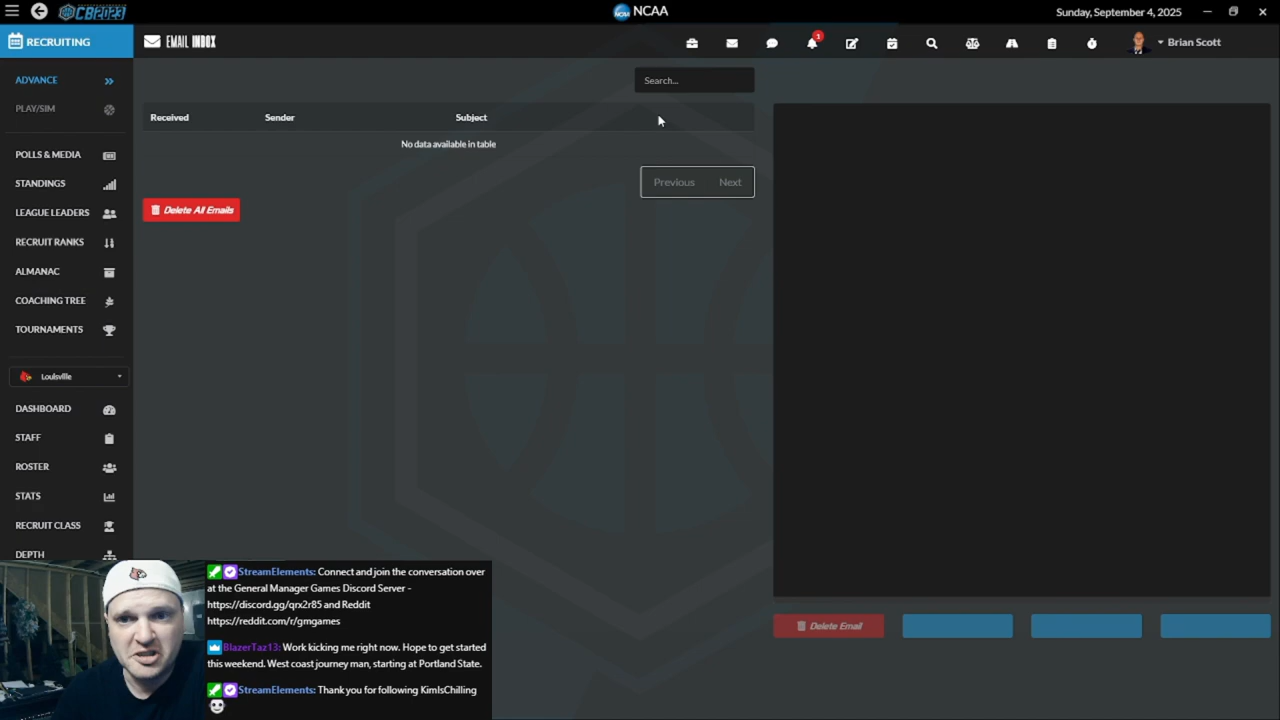 CB2023
NCAA
NCAA
Sunday, September 4, 2025
RECRUITING
EMAIL INBOX
1
Brian Scott
ADVANCE
Search...
PLAY/SIM
Received Sender Subject
No data available in table
POLLS & MEDIA
STANDINGS
Previous Next
LEAGUE LEADERS
Delete All Emails
RECRUIT RANKS
ALMANAC
COACHING TREE
TOURNAMENTS
Louisville
DASHBOARD
STAFF
ROSTER
STATS
RECRUIT CLASS
DEPTH
StreamElements: Connect and join the conversation over
at the General Manager Games Discord Server -
https://discord.gg/qrx2r85 and Reddit
https://reddit.com/r/gmgames
BlazerTaz13: Work kicking me right now. Hope to get started
this weekend. West coast journey man, starting at Portland State.
StreamElements: Thank you for following KimIsChilling
Delete Email